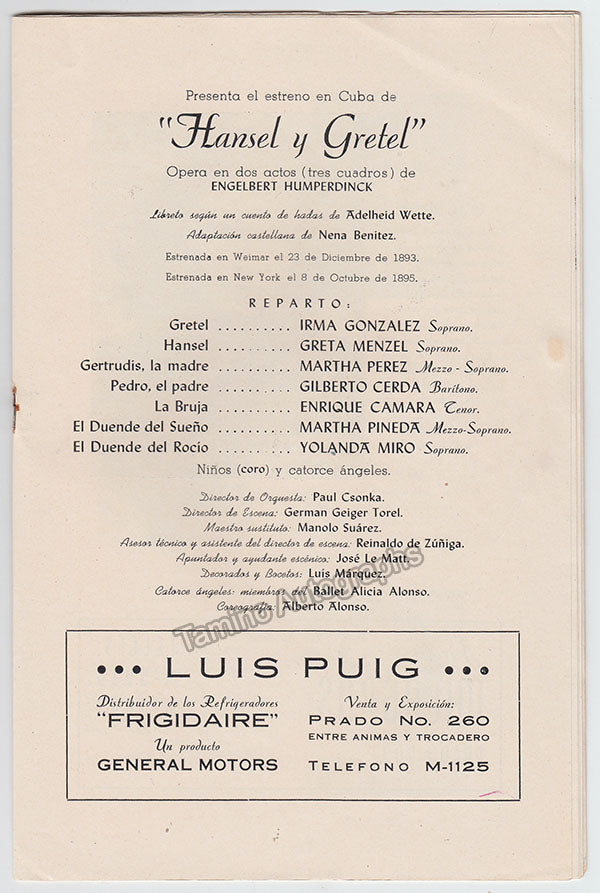 Presenta el estreno en Cuba de
"Hansel y Gretel"
Opera en dos actos (tres cuadros) de
ENGELBERT HUMPERDINCK
Libreto según un cuento de hadas de Adelheid Wette.
Adaptación castellana de Nena Benítez.
Estrenada en Weimar el 23 de Diciembre de 1893.
Estrenada en New York el 8 de Octubre de 1895.
REPARTO:
Gretel .......... IRMA GONZALEZ Soprano.
Hansel .......... GRETA MENZEL Soprano.
Gertrudis, la madre .......... MARTHA PEREZ Mezzo - Soprano.
Pedro, el padre .......... GILBERTO CERDA Barítono.
La Bruja .......... ENRIQUE CAMARA Tenor.
El Duende del Sueño .......... MARTHA PINEDA Mezzo-Soprano.
El Duende del Rocío .......... YOLANDA MIRO Soprano.
Niños (coro) y catorce ángeles.
Director de Orquesta: Paul Csonka.
Director de Escena: German Geiger Torel.
Maestro sustituto: Manolo Suárez.
Asesor técnico y asistente del director de escena: Reinaldo de Zúñiga.
Apuntador y ayudante escénico: José Le Matt.
Decorados y Bocetos: Luis Márquez.
Catorce ángeles: miembros del Ballet Alicia Alonso.
Coreografía: Alberto Alonso.
Tamino Autographs
••• LUIS PUIG •••
Distribuidor de los Refrigeradores
"FRIGIDAIRE"
Un producto
GENERAL MOTORS
Venta y Exposición:
PRADO No. 260
ENTRE ANIMAS Y TROCADERO
TELEFONO M-1125